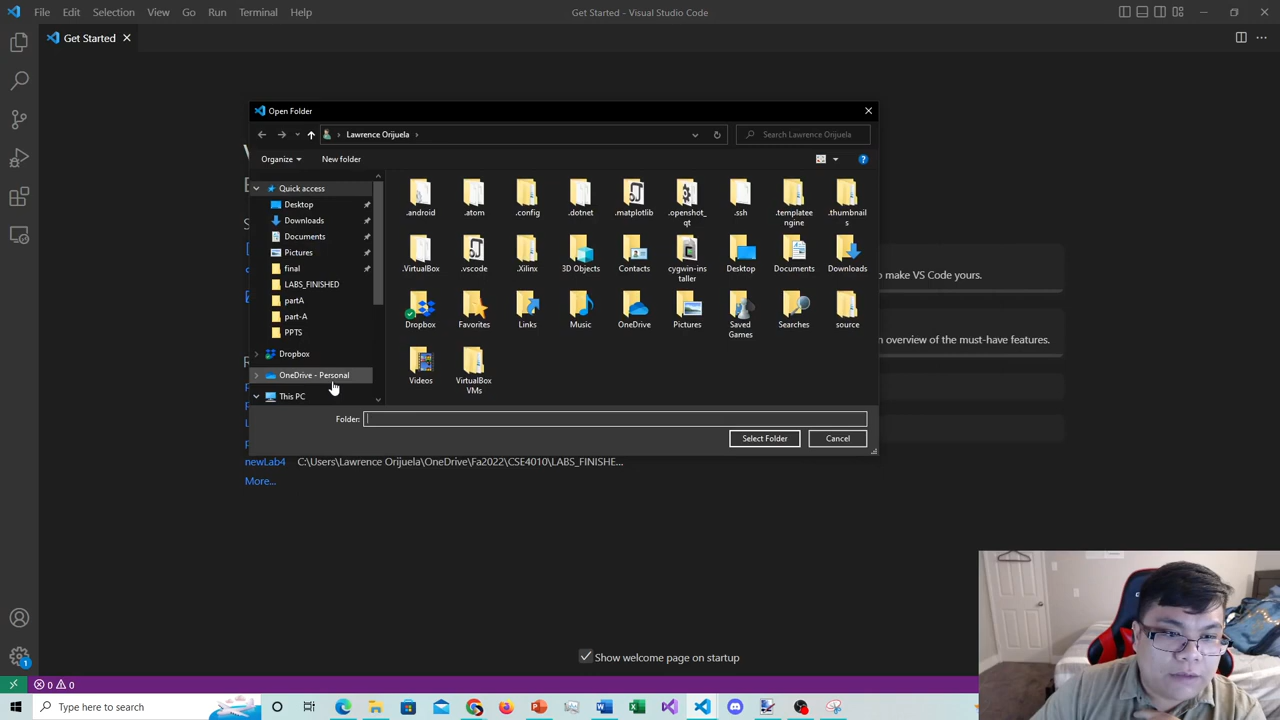 File Edit Selection View Go Run Terminal Help
Get Started - Visual Studio Code
Get Started
Open Folder
Lawrence Orijuela
Search Lawrence Orijuela
Organize
New folder
Quick access
Desktop
Downloads
Documents
Pictures
final
LABS_FINISHED
partA
part-A
PPTS
Dropbox
OneDrive - Personal
This PC
.android .atom .config .dotnet .matplotlib .openshot_qt .ssh .templateengine .thumbnails
.VirtualBox .vscode .Xilinx 3D Objects Contacts cygwin-installer Desktop Documents Downloads
Dropbox Favorites Links Music OneDrive Pictures Saved Games Searches source
Videos VirtualBox VMs
Folder:
Select Folder Cancel
to make VS Code yours.
an overview of the must-have features.
newLab4 C:\Users\Lawrence Orijuela\OneDrive\Fa2022\CSE4010\LABS_FINISHE...
More...
Show welcome page on startup
0 0
1
Type here to search